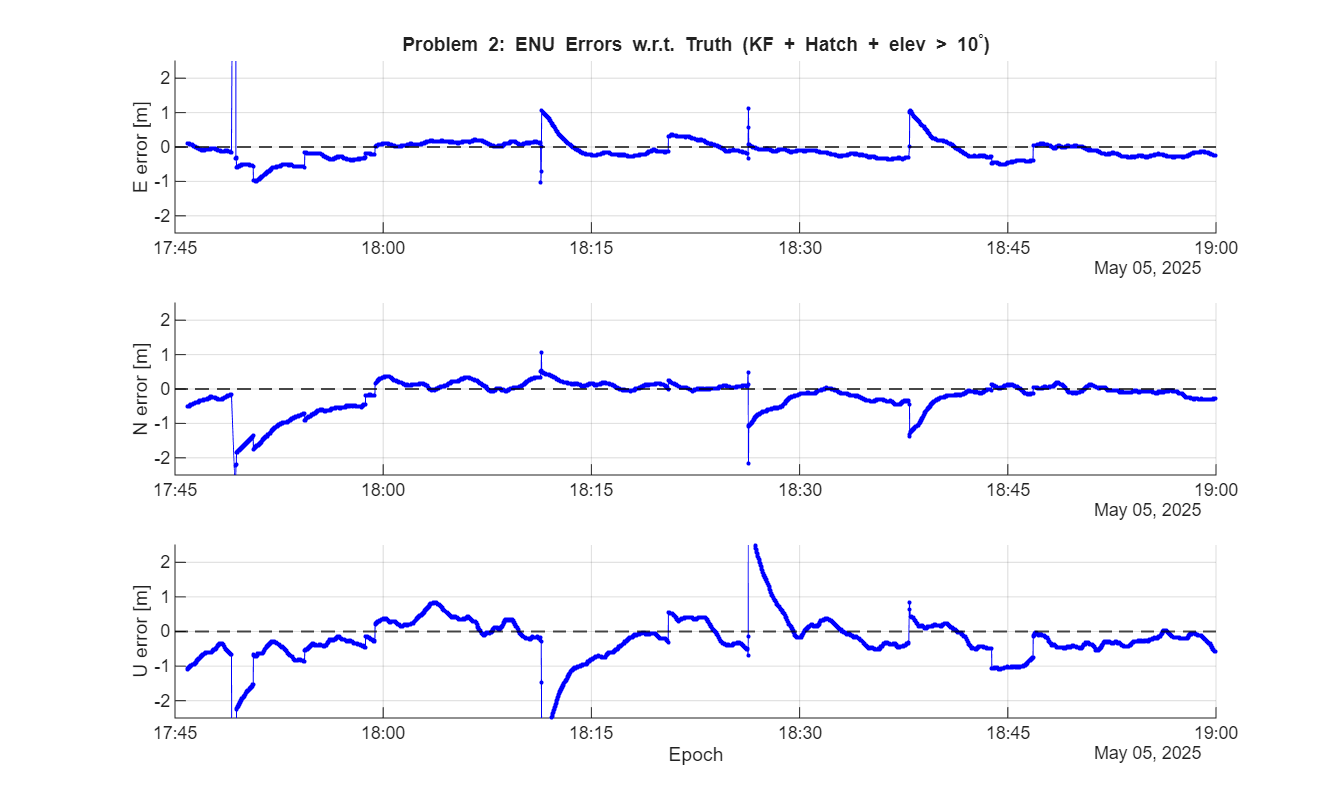 Problem 2: ENU Errors w.r.t. Truth (KF + Hatch + elev > 10°)
E error [m]
2
1
0
-1
-2
17:45 18:00 18:15 18:30 18:45 19:00
May 05, 2025
N error [m]
2
1
0
-1
-2
17:45 18:00 18:15 18:30 18:45 19:00
May 05, 2025
U error [m]
2
1
0
-1
-2
17:45 18:00 18:15 18:30 18:45 19:00
Epoch
May 05, 2025